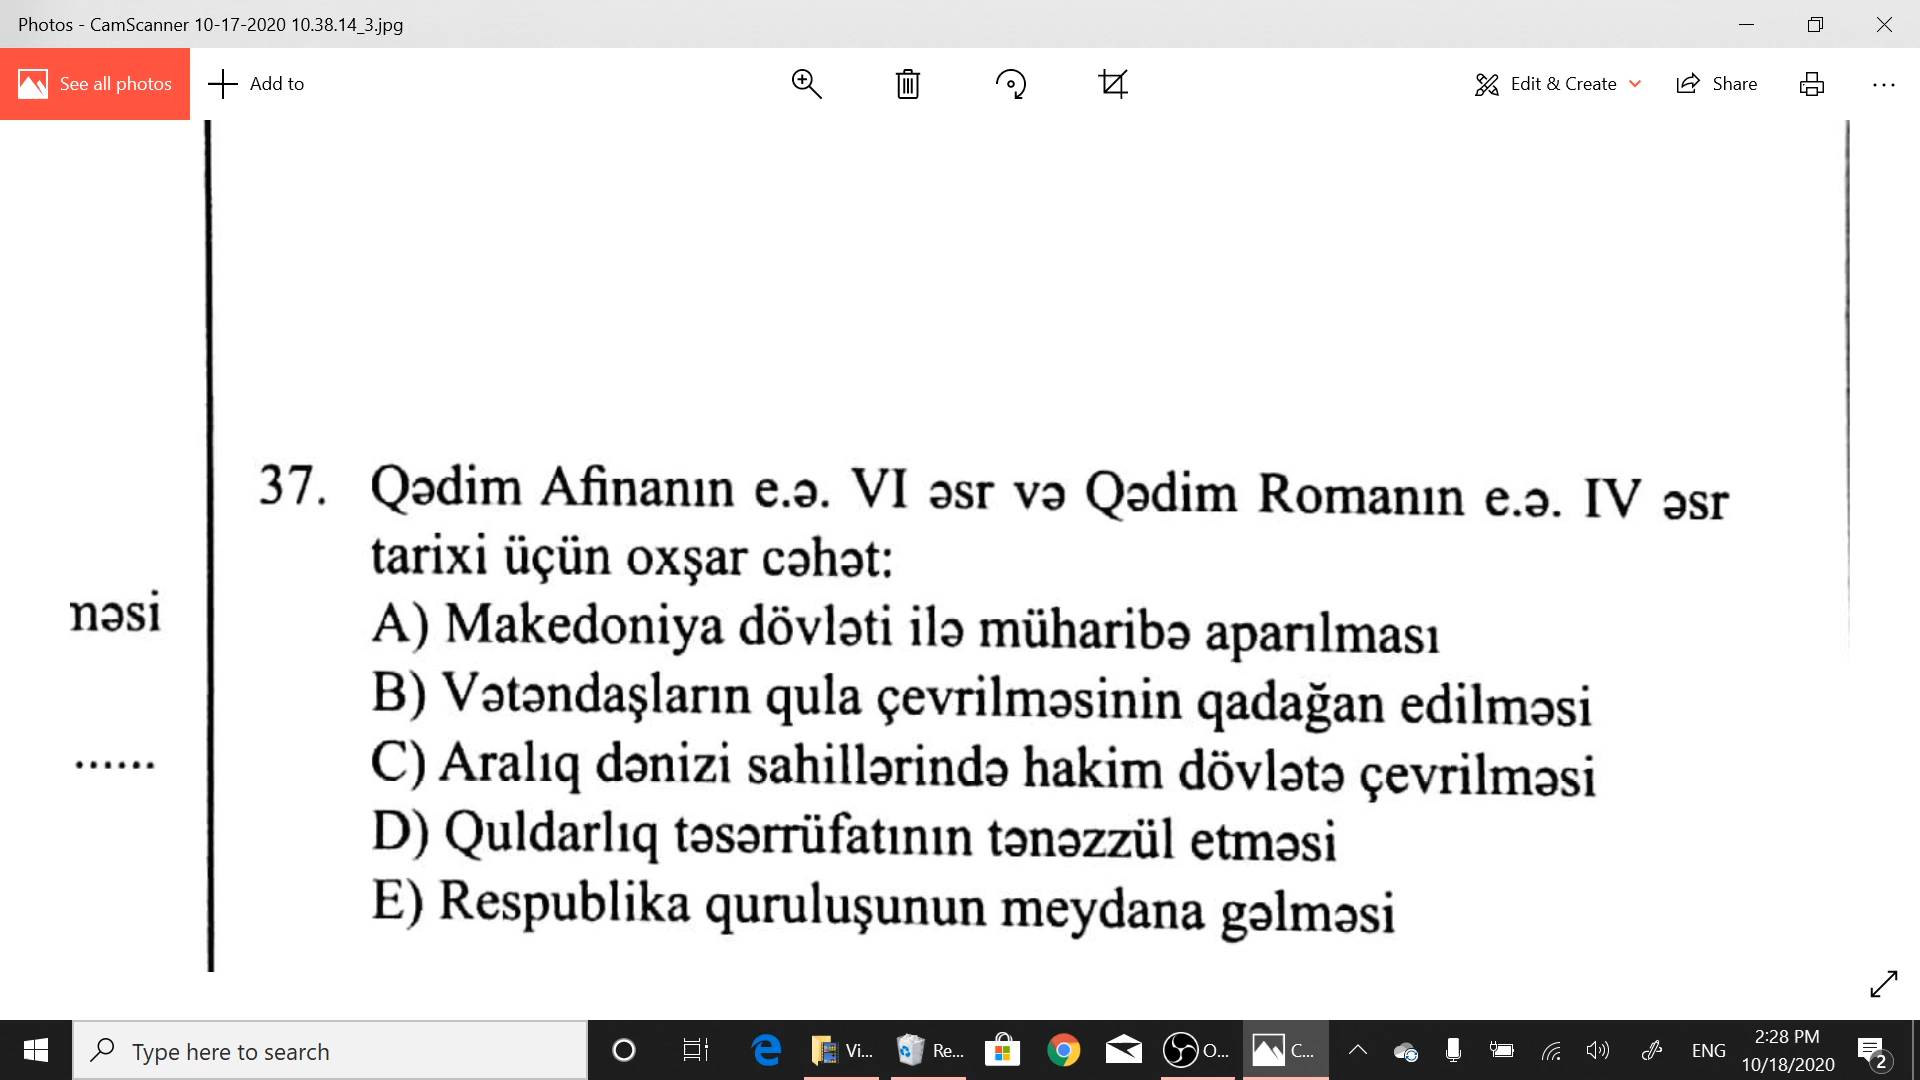 Photos - CamScanner 10-17-2020 10.38.14_3.jpg
See all photos
Add to
Edit & Create
Share
37. Qədim Afinanın e.ə. VI əsr və Qədim Romanın e.ə. IV əsr
tarixi üçün oxşar cəhət:
A) Makedoniya dövləti ilə müharibə aparılması
B) Vətəndaşların qula çevrilməsinin qadağan edilməsi
C) Aralıq dənizi sahillərində hakim dövlətə çevrilməsi
D) Quldarlıq təsərrüfatının tənəzzül etməsi
E) Respublika quruluşunun meydana gəlməsi
nəsi
......
Type here to search
Vi...
Re...
O...
C...
ENG
2:28 PM
10/18/2020
2